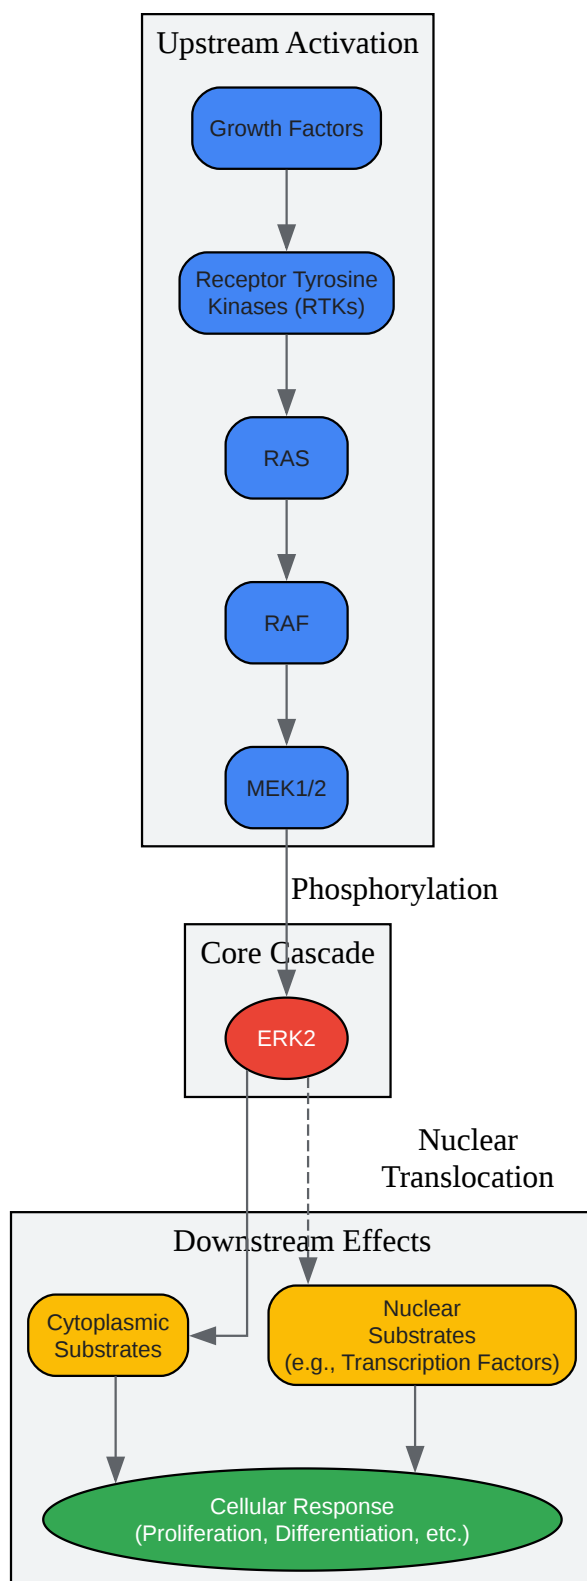 Upstream Activation
Growth Factors
Receptor Tyrosine
Kinases (RTKs)
RAS
RAF
MEK1/2
Phosphorylation
Core Cascade
ERK2
Nuclear
Translocation
Downstream Effects
Cytoplasmic
Substrates
Nuclear
Substrates
(e.g., Transcription Factors)
Cellular Response
(Proliferation, Differentiation, etc.)